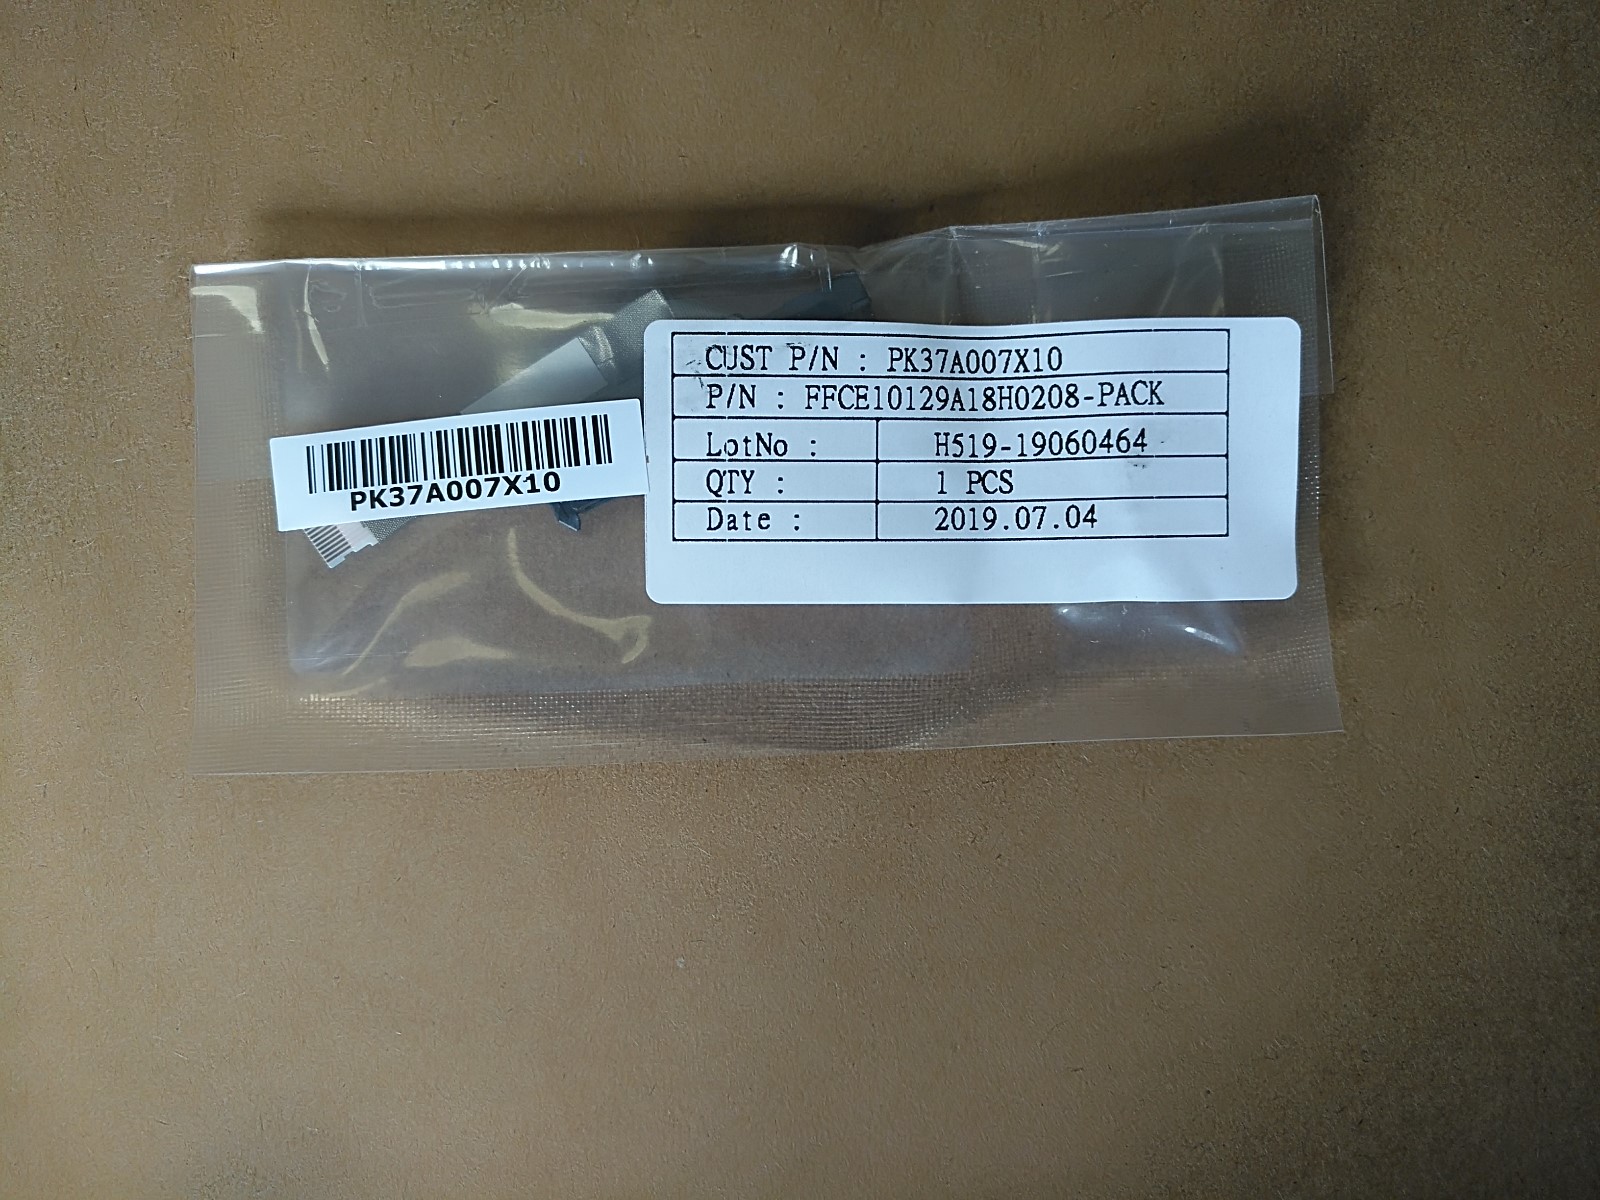 CUST P/N : PK37A007X10
P/N : FFCE10129A18H0208-PACK
LotNo : H519-19060464
QTY : 1 PCS
Date : 2019.07.04
PK37A007X10